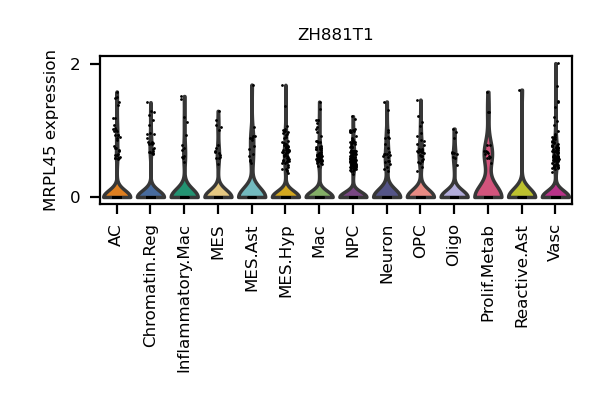 ZH881T1
MRPL45 expression
2
0
AC
Chromatin.Reg
Inflammatory.Mac
MES
MES.Ast
MES.Hyp
Mac
NPC
Neuron
OPC
Oligo
Prolif.Metab
Reactive.Ast
Vasc